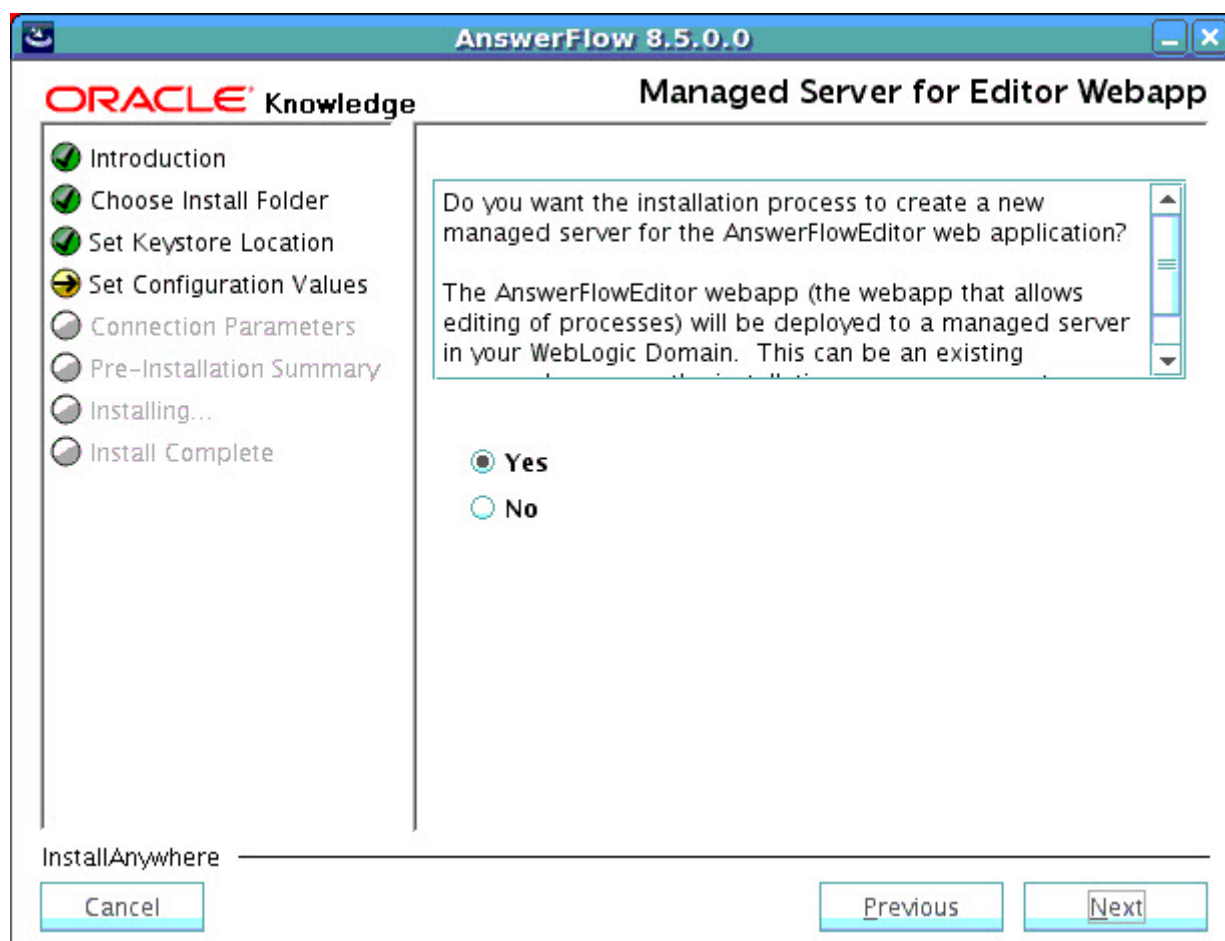 AnswerFlow 8.5.0.0
ORACLE Knowledge
Managed Server for Editor Webapp
Introduction
Choose Install Folder
Set Keystore Location
Set Configuration Values
Connection Parameters
Pre-Installation Summary
Installing...
Install Complete
Do you want the installation process to create a new
managed server for the AnswerFlowEditor web application?
The AnswerFlowEditor webapp (the webapp that allows
editing of processes) will be deployed to a managed server
in your WebLogic Domain.  This can be an existing
Yes
No
InstallAnywhere
Cancel
Previous
Next